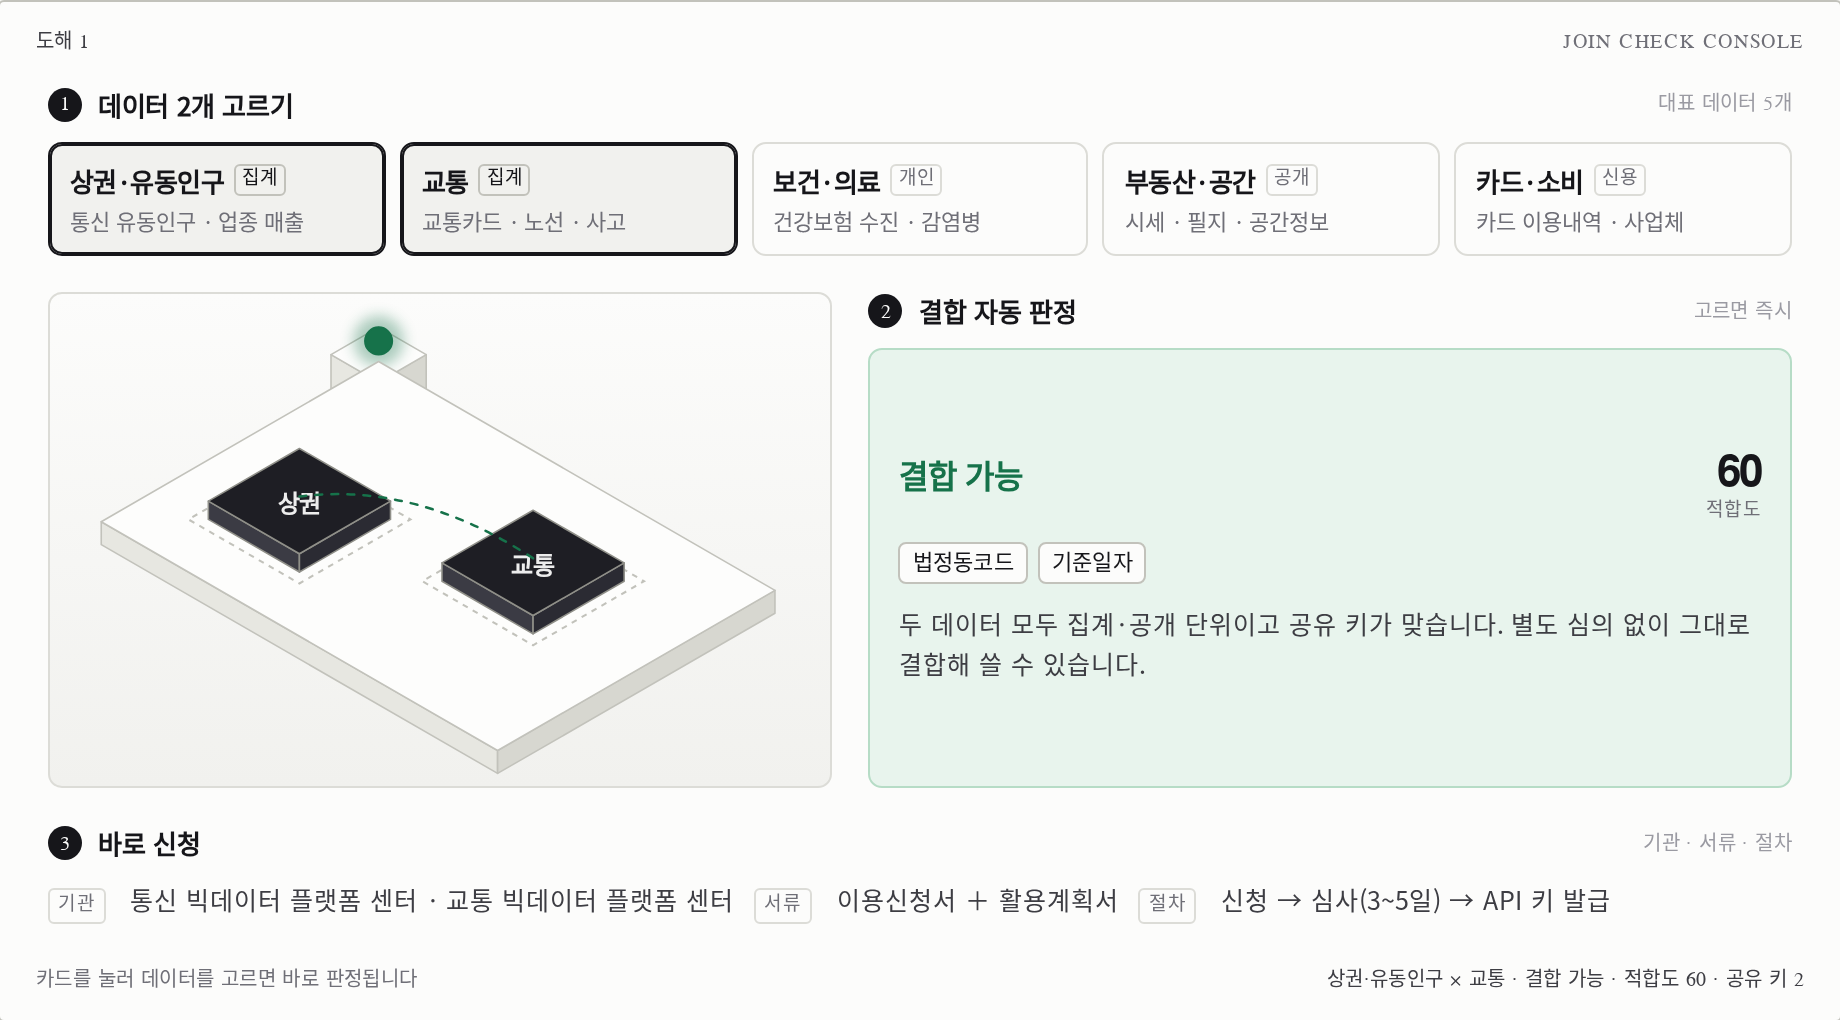 도해 1
JOIN CHECK CONSOLE
1 데이터 2개 고르기
대표 데이터 5개
상권·유동인구 집계
통신 유동인구 · 업종 매출
교통 집계
교통카드 · 노선 · 사고
보건·의료 개인
건강보험 수진 · 감염병
부동산·공간 공개
시세 · 필지 · 공간정보
카드·소비 신용
카드 이용내역 · 사업체
상권
교통
2 결합 자동 판정
고르면 즉시
결합 가능
60
적합도
법정동코드 기준일자
두 데이터 모두 집계·공개 단위이고 공유 키가 맞습니다. 별도 심의 없이 그대로
결합해 쓸 수 있습니다.
3 바로 신청
기관 · 서류 · 절차
기관 통신 빅데이터 플랫폼 센터 · 교통 빅데이터 플랫폼 센터 서류 이용신청서 + 활용계획서 절차 신청 → 심사(3~5일) → API 키 발급
카드를 눌러 데이터를 고르면 바로 판정됩니다
상권·유동인구 × 교통 · 결합 가능 · 적합도 60 · 공유 키 2